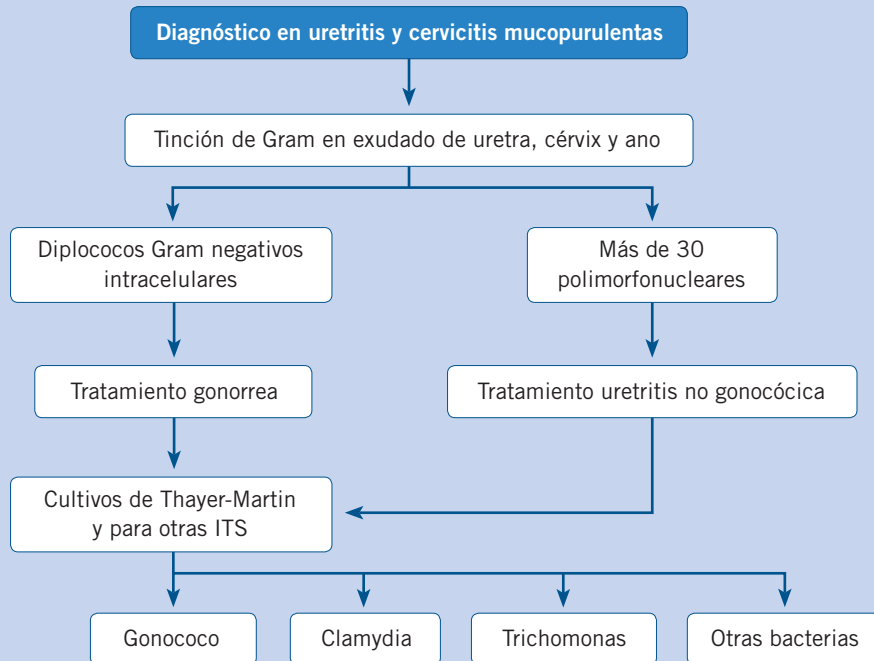 Diagnóstico en uretritis y cervicitis mucopurulentas
Tinción de Gram en exudado de uretra, cérvix y ano
Diplococos Gram negativos
intracelulares
Más de 30
polimorfonucleares
Tratamiento gonorrea
Tratamiento uretritis no gonocócica
Cultivos de Thayer-Martin
y para otras ITS
Gonococo
Clamydia
Trichomonas
Otras bacterias